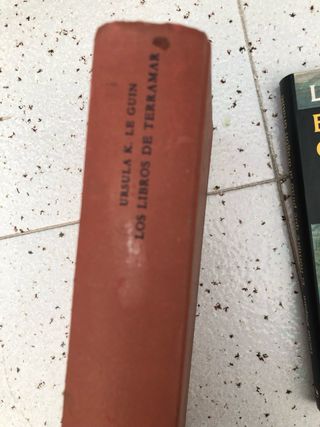 URSULA K. LE GUIN
LOS LIBROS DE TERRAMAR
L
E